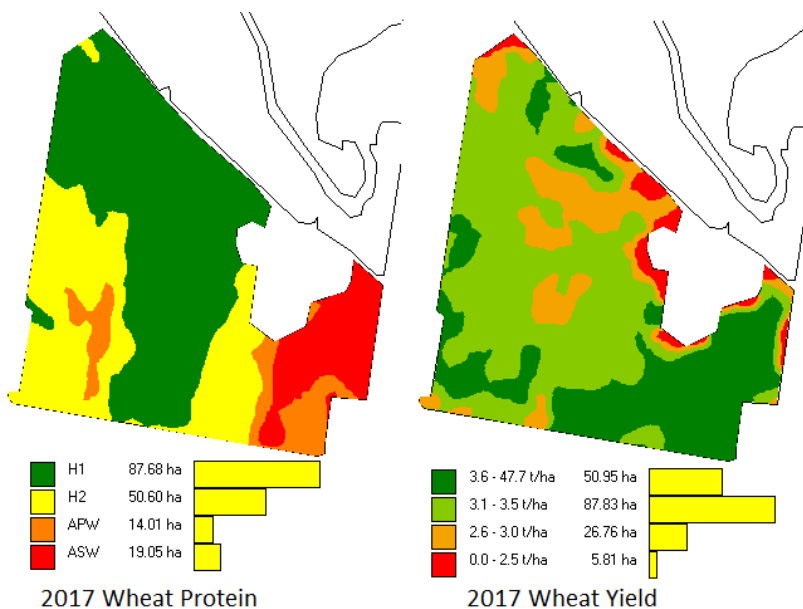 H1 87.68 ha
H2 50.60 ha
APW 14.01 ha
ASW 19.05 ha
2017 Wheat Protein
3.6 - 47.7 t/ha 50.95 ha
3.1 - 3.5 t/ha 87.83 ha
2.6 - 3.0 t/ha 26.76 ha
0.0 - 2.5 t/ha 5.81 ha
2017 Wheat Yield